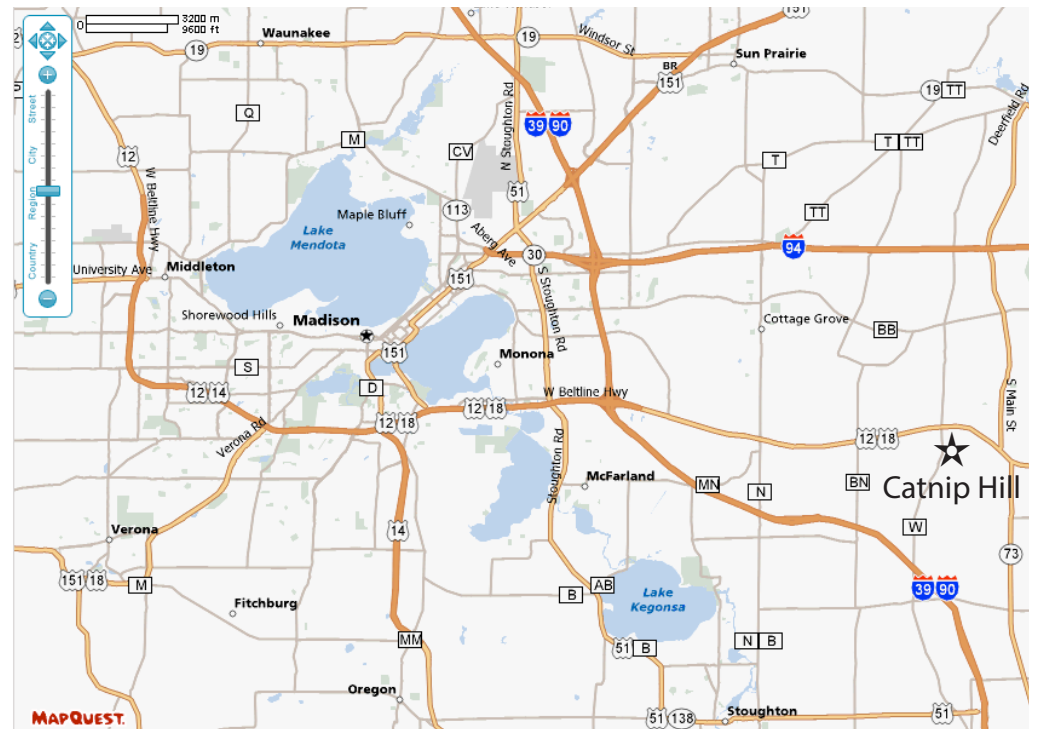 3200 m
0
9600 ft
Street
City
Region
Country
Waunakee
19
19
Windsor St
151
BR
151
Sun Prairie
19 TT
Deerfield Rd
Q
M
CV
N Stoughton Rd
39 90
T
T TT
12
W Beltline Hwy
51
113
Maple Bluff
TT
Lake
Mendota
Aberg Ave
30
94
University Ave
Middleton
151
S Stoughton Rd
Shorewood Hills
Madison
Cottage Grove
BB
151
Monona
S
D
12 14
W Beltline Hwy
S Main St
12 18
12 18
12 18
Verona Rd
Stoughton Rd
McFarland
MN
N
BN
Catnip Hill
W
14
Verona
73
151 18
M
B
AB
Lake
Kegonsa
39 90
Fitchburg
MM
51 B
N B
Oregon
MAPQUEST.
51 138
Stoughton
51